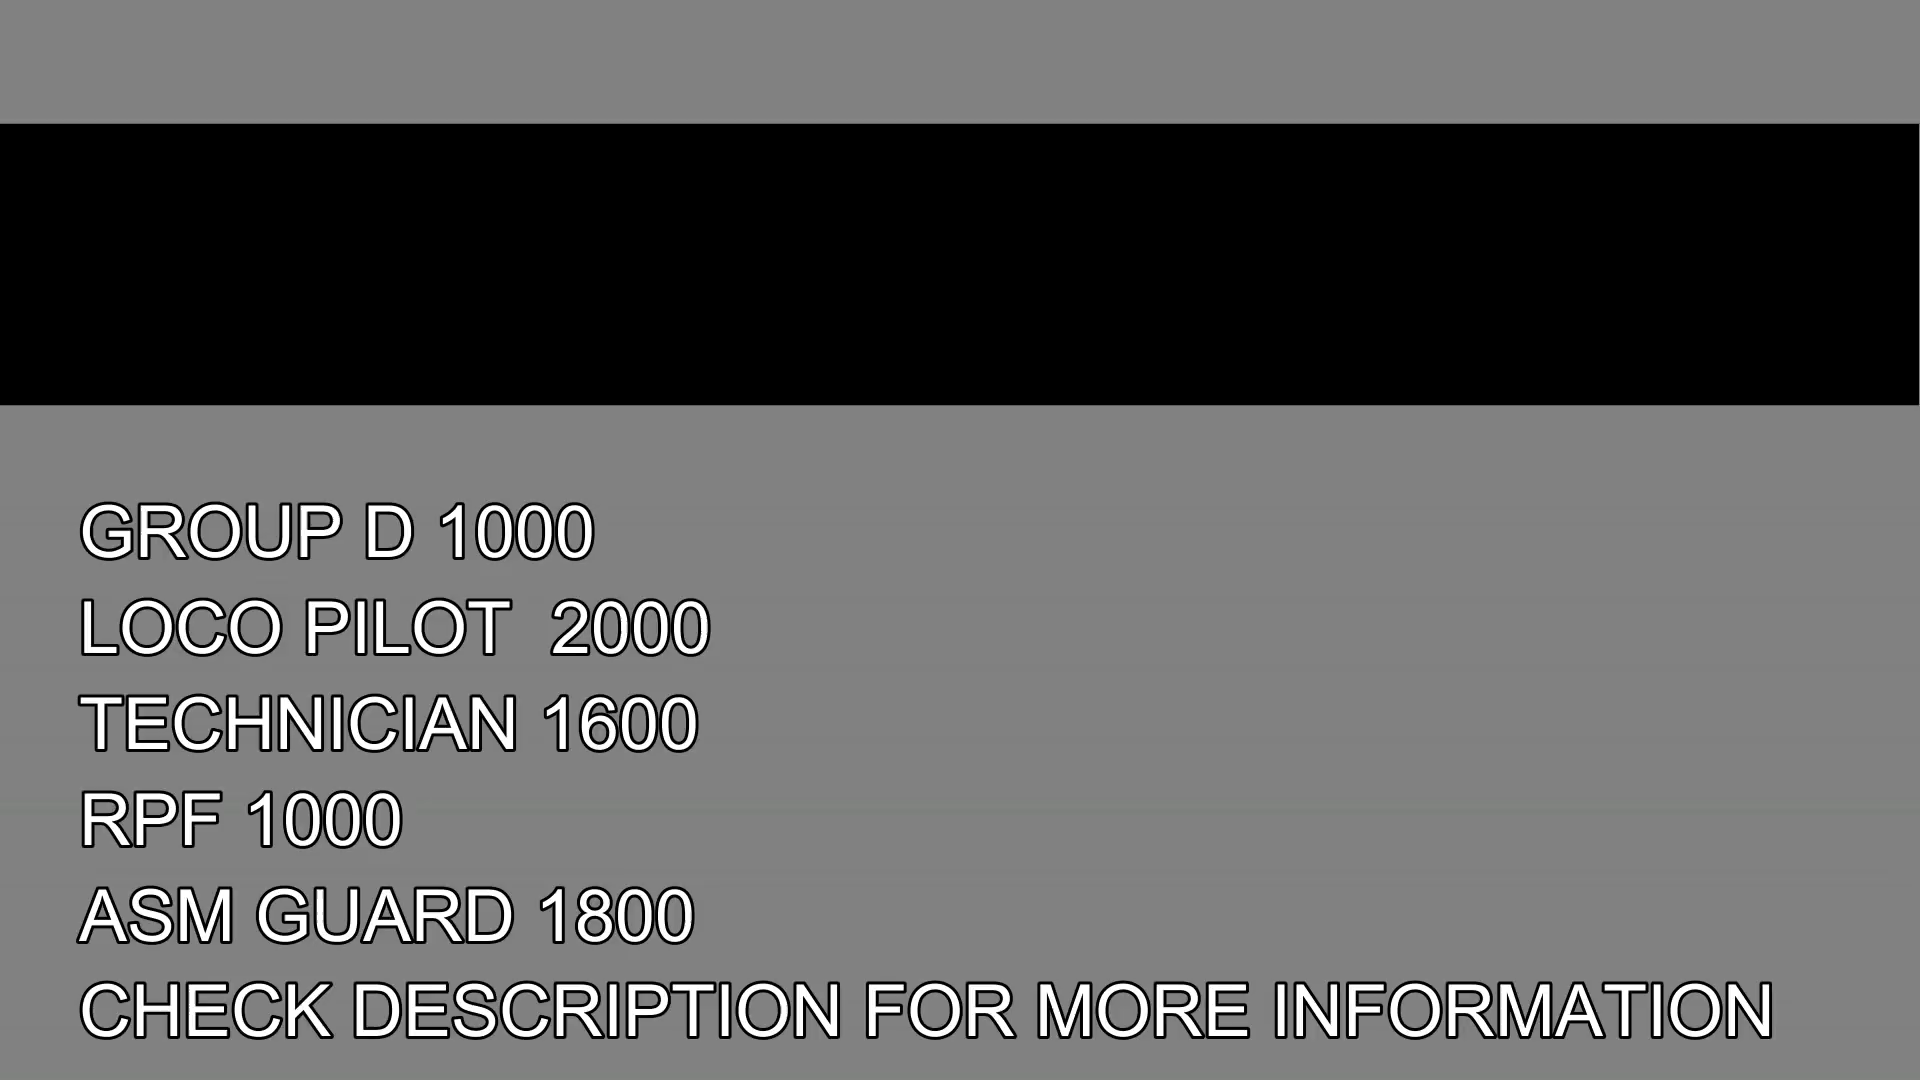 GROUP D 1000
LOCO PILOT  2000
TECHNICIAN 1600
RPF 1000
ASM GUARD 1800
CHECK DESCRIPTION FOR MORE INFORMATION